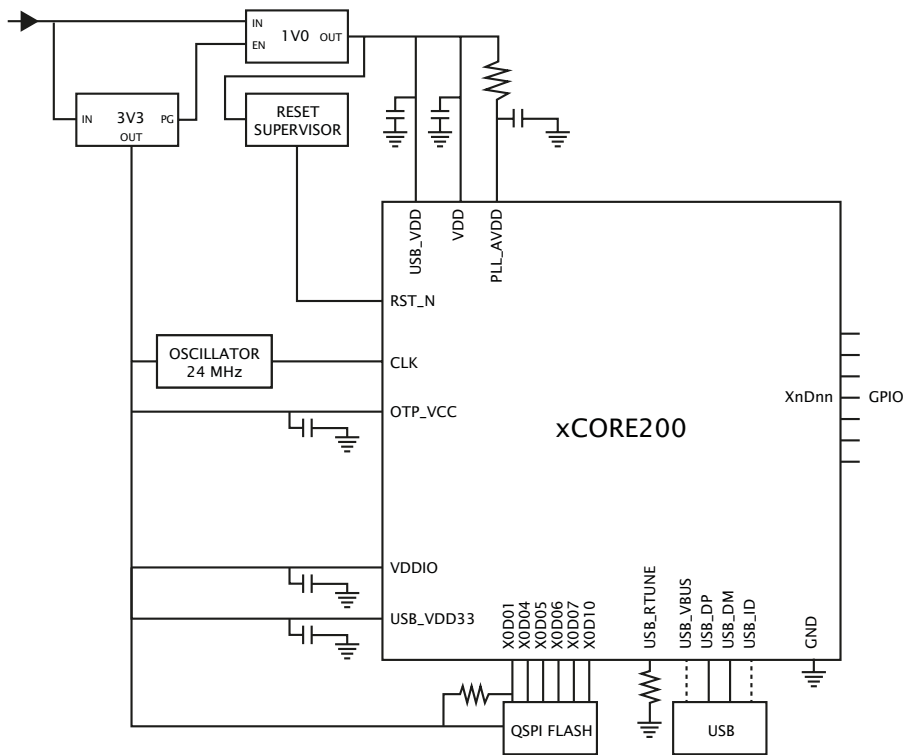 IN
1V0
OUT
EN
IN
3V3
PG
OUT
RESET
SUPERVISOR
USB_VDD
VDD
PLL_AVDD
RST_N
OSCILLATOR
24 MHz
CLK
OTP_VCC
XnDnn
GPIO
xCORE200
VDDIO
USB_VDD33
X0D01
X0D04
X0D05
X0D06
X0D07
X0D10
USB_RTUNE
USB_VBUS
USB_DP
USB_DM
USB_ID
GND
QSPI FLASH
USB